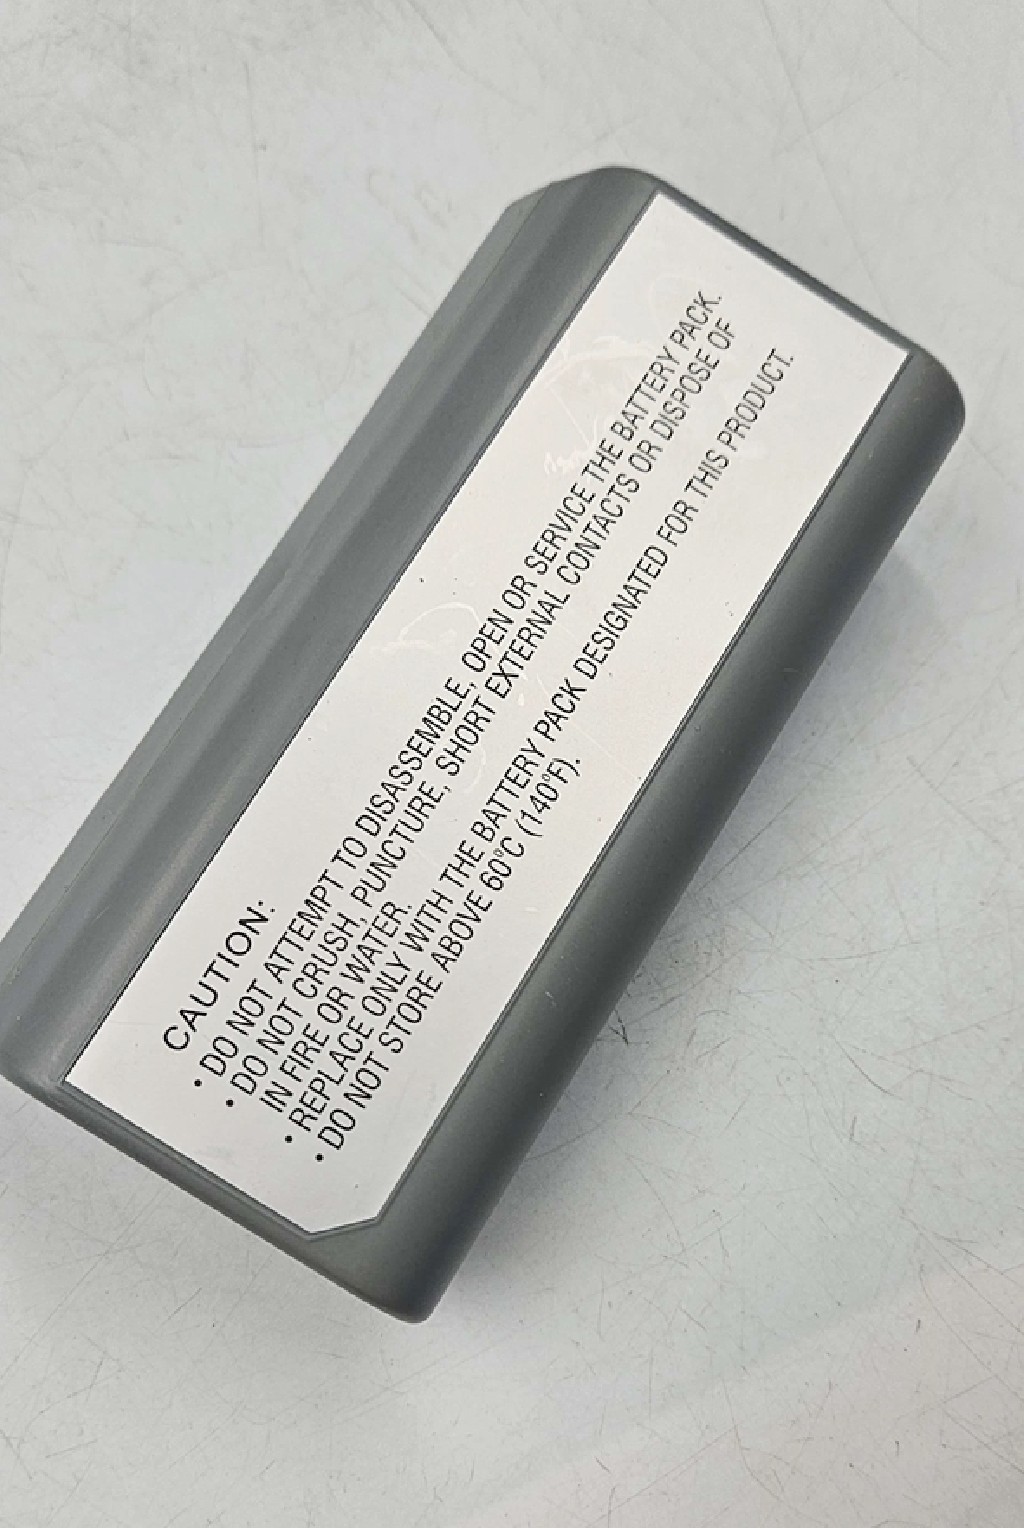 CAUTION:
• DO NOT ATTEMPT TO DISASSEMBLE, OPEN OR SERVICE THE BATTERY PACK.
• DO NOT CRUSH, PUNCTURE, SHORT EXTERNAL CONTACTS OR DISPOSE OF
IN FIRE OR WATER.
• REPLACE ONLY WITH THE BATTERY PACK DESIGNATED FOR THIS PRODUCT.
• DO NOT STORE ABOVE 60°C (140°F).